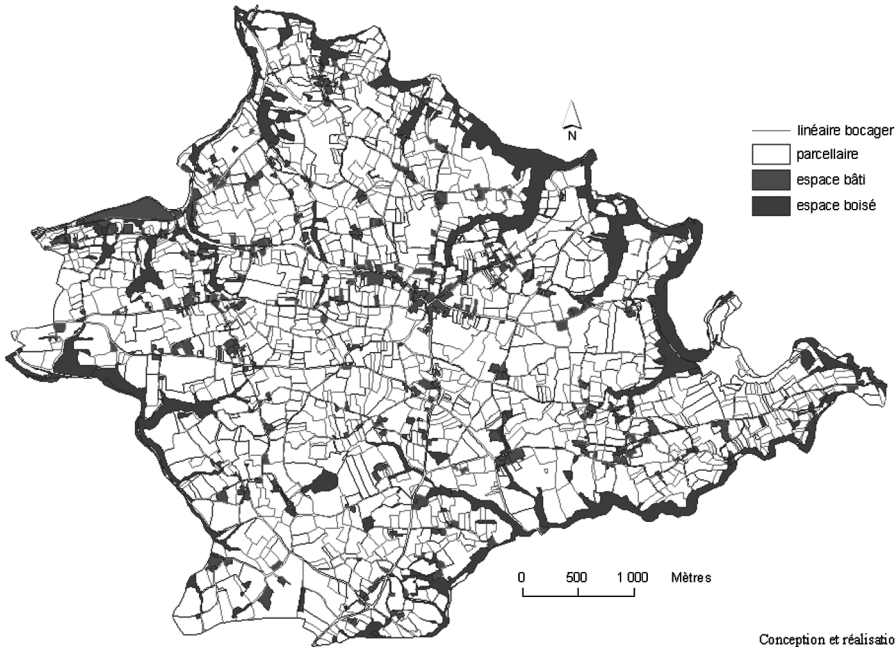 N
linéaire bocager
parcellaire
espace bâti
espace boisé
0 500 1 000 Mètres
Conception et réalisatio